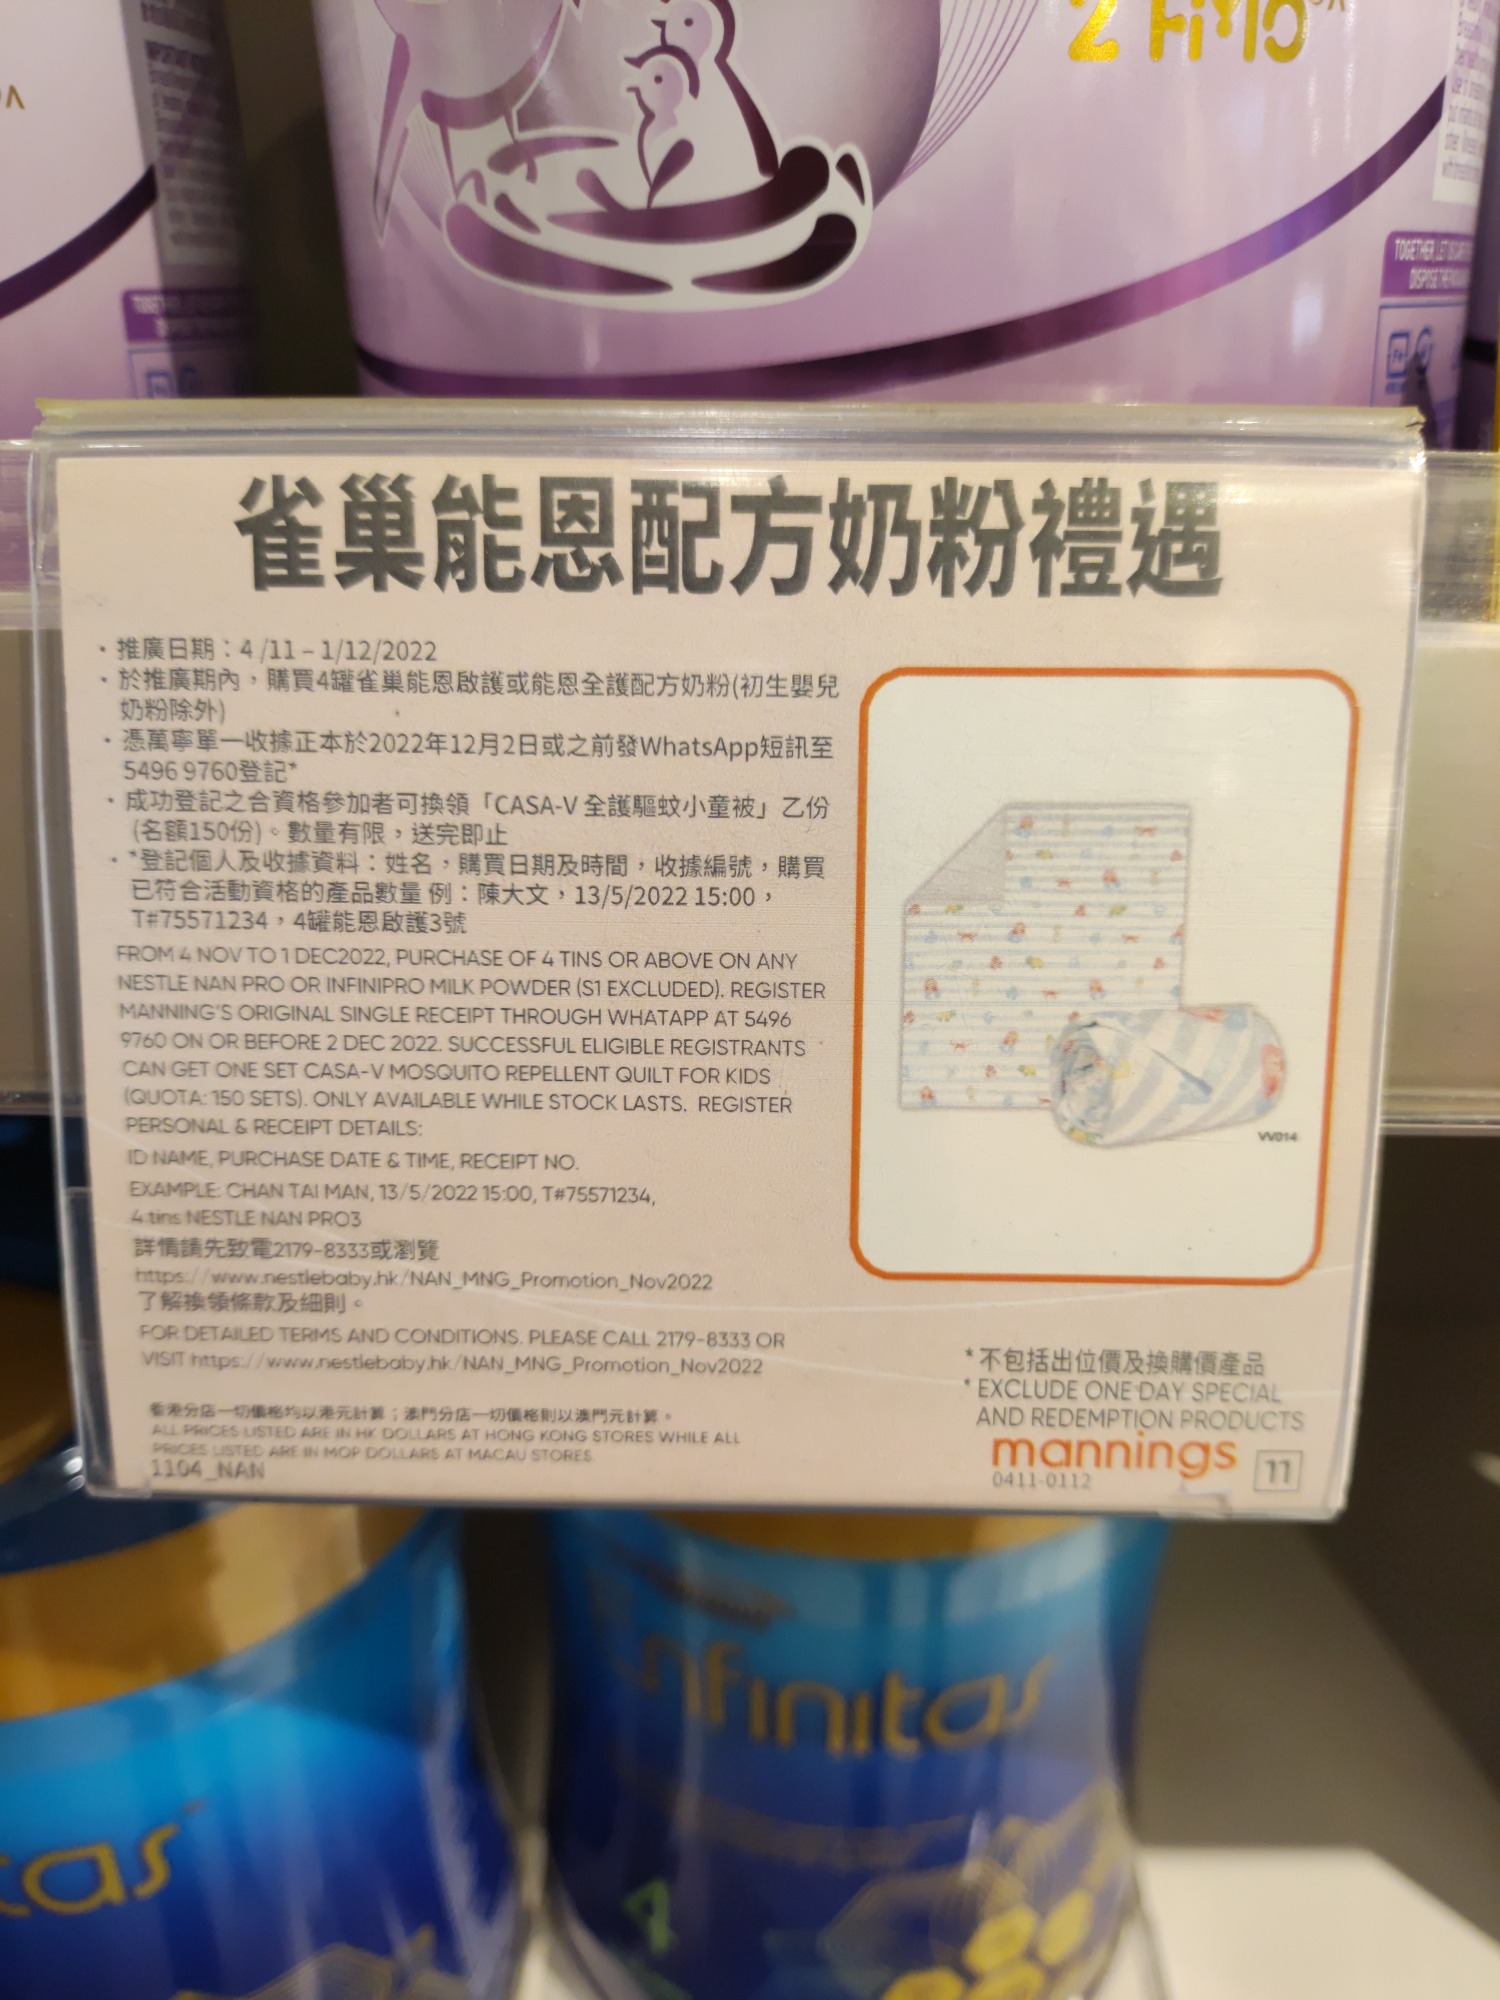 2 HMO
TOGETHER, LET
雀巢能恩配方奶粉禮遇
· 推廣日期：4 /11 – 1/12/2022
· 於推廣期內，購買4罐雀巢能恩啟護或能恩全護配方奶粉(初生嬰兒
奶粉除外)
· 憑萬寧單一收據正本於2022年12月2日或之前發WhatsApp短訊至
5496 9760登記*
· 成功登記之合資格參加者可換領「CASA-V 全護驅蚊小童被」乙份
(名額150份)。數量有限，送完即止
· *登記個人及收據資料：姓名，購買日期及時間，收據編號，購買
已符合活動資格的產品數量 例：陳大文，13/5/2022 15:00，
T#75571234，4罐能恩啟護3號
FROM 4 NOV TO 1 DEC2022, PURCHASE OF 4 TINS OR ABOVE ON ANY
NESTLE NAN PRO OR INFINIPRO MILK POWDER (S1 EXCLUDED). REGISTER
MANNING'S ORIGINAL SINGLE RECEIPT THROUGH WHATAPP AT 5496
9760 ON OR BEFORE 2 DEC 2022. SUCCESSFUL ELIGIBLE REGISTRANTS
CAN GET ONE SET CASA-V MOSQUITO REPELLENT QUILT FOR KIDS
(QUOTA: 150 SETS). ONLY AVAILABLE WHILE STOCK LASTS. REGISTER
PERSONAL & RECEIPT DETAILS:
ID NAME, PURCHASE DATE & TIME, RECEIPT NO.
EXAMPLE: CHAN TAI MAN, 13/5/2022 15:00, T#75571234,
4 tins NESTLE NAN PRO3
詳情請先致電2179-8333或瀏覽
https://www.nestlebaby.hk/NAN_MNG_Promotion_Nov2022
了解換領條款及細則。
FOR DETAILED TERMS AND CONDITIONS. PLEASE CALL 2179-8333 OR
VISIT https://www.nestlebaby.hk/NAN_MNG_Promotion_Nov2022
香港分店一切價格均以港元計算；澳門分店一切價格則以澳門元計算。
ALL PRICES LISTED ARE IN HK DOLLARS AT HONG KONG STORES WHILE ALL
PRICES LISTED ARE IN MOP DOLLARS AT MACAU STORES
1104_NAN
VV014
*不包括出位價及換購價產品
*EXCLUDE ONE DAY SPECIAL
AND REDEMPTION PRODUCTS
mannings
0411-0112
11
Enfinitas
tas
4